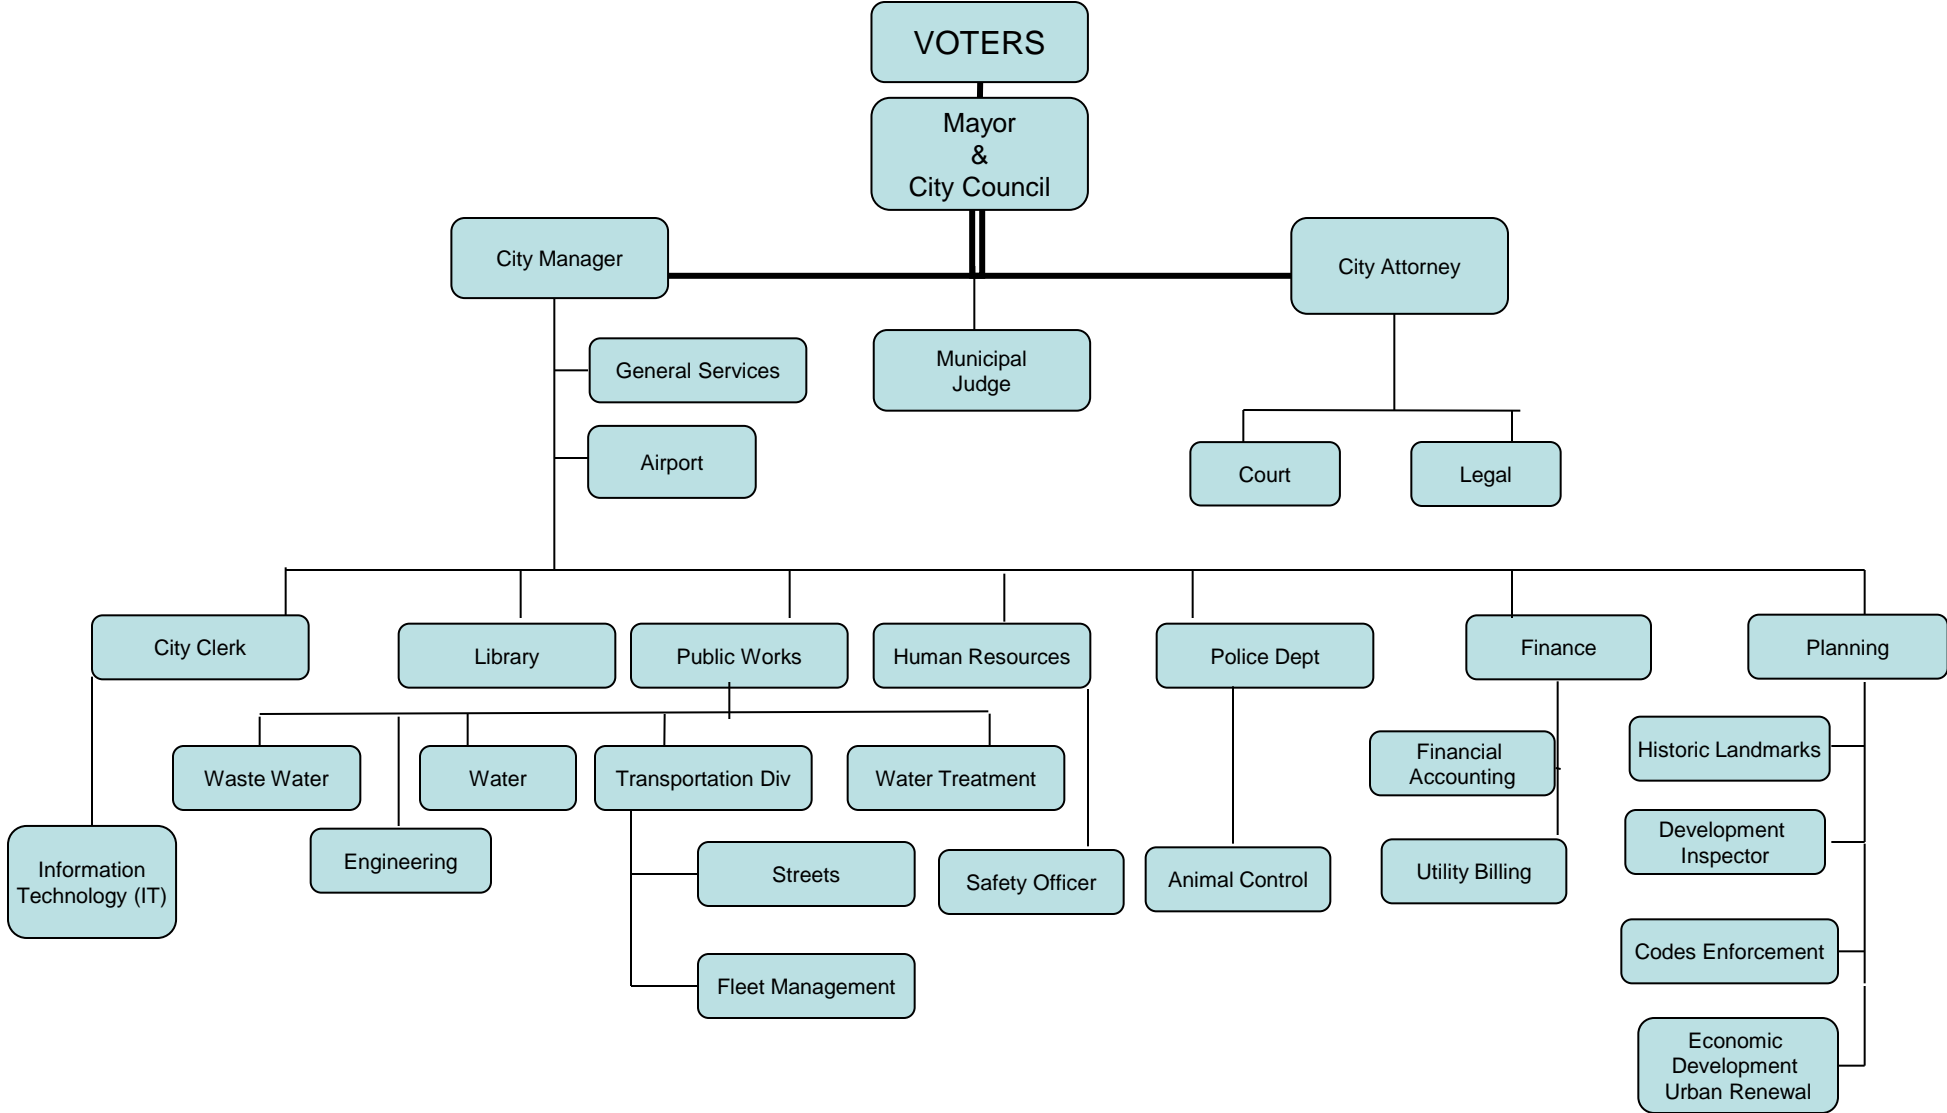 VOTERS
Mayor
&
City Council
City Manager
City Attorney
General Services
Municipal
Judge
Airport
Court
Legal
City Clerk
Library
Public Works
Human Resources
Police Dept
Finance
Planning
Waste Water
Water
Transportation Div
Water Treatment
Financial
Accounting
Historic Landmarks
Information
Technology (IT)
Engineering
Streets
Safety Officer
Animal Control
Utility Billing
Development
Inspector
Fleet Management
Codes Enforcement
Economic
Development
Urban Renewal